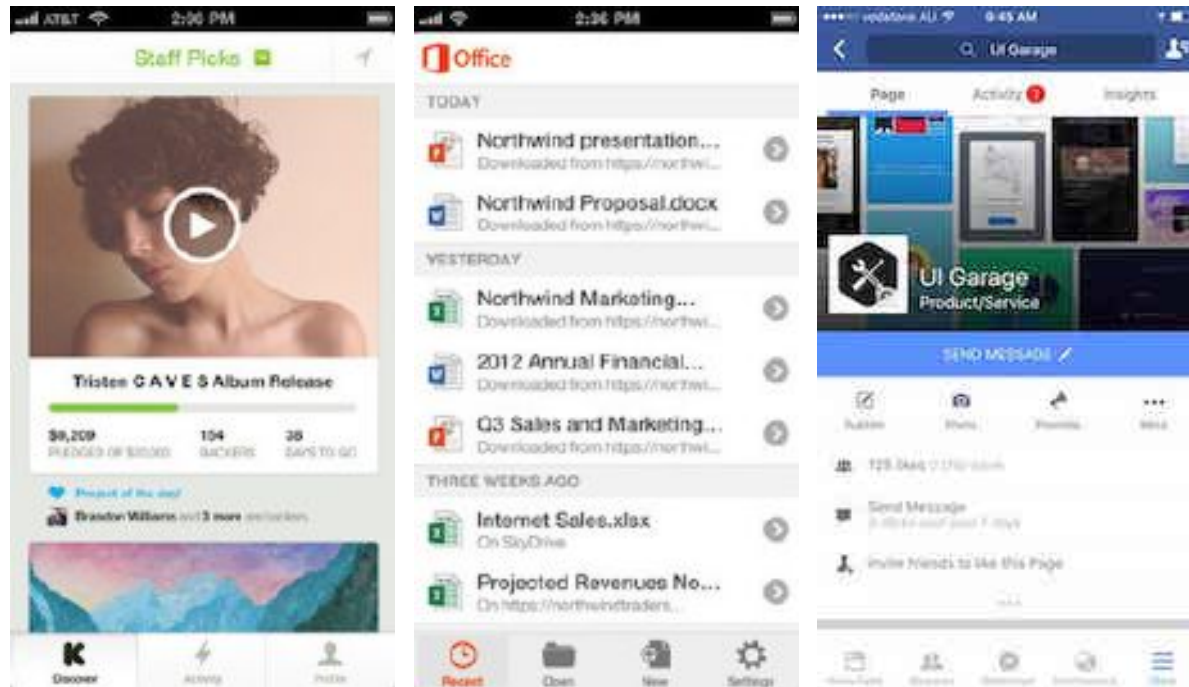 AT&T 2:36 PM
Staff Picks
Tristen C A V E S Album Release
$9,209
PLEDGED OF $20,000
154
BACKERS
38
DAYS TO GO
Project of the day!
Brandon Williams and 3 more are backers.
Discover
Activity
Profile
2:36 PM
Office
TODAY
Northwind presentation...
Downloaded from https://northwi...
Northwind Proposal.docx
Downloaded from https://northwi...
YESTERDAY
Northwind Marketing...
Downloaded from https://northwi...
2012 Annual Financial...
Downloaded from https://northwi...
Q3 Sales and Marketing...
Downloaded from https://northwi...
THREE WEEKS AGO
Internet Sales.xlsx
On SkyDrive
Projected Revenues No...
On https://northwindtraders...
Recent
Open
New
Settings
vodafone AU 9:45 AM
UI Garage
Page
Activity
Insights
UI Garage
Product/Service
SEND MESSAGE
Publish
Photo
Promote
More
likes
Send Message
Invite friends to like this Page
More